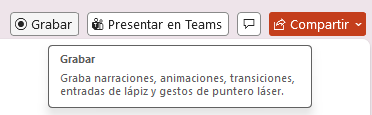 Grabar Presentar en Teams Compartir
Grabar
Graba narraciones, animaciones, transiciones,
entradas de lápiz y gestos de puntero láser.